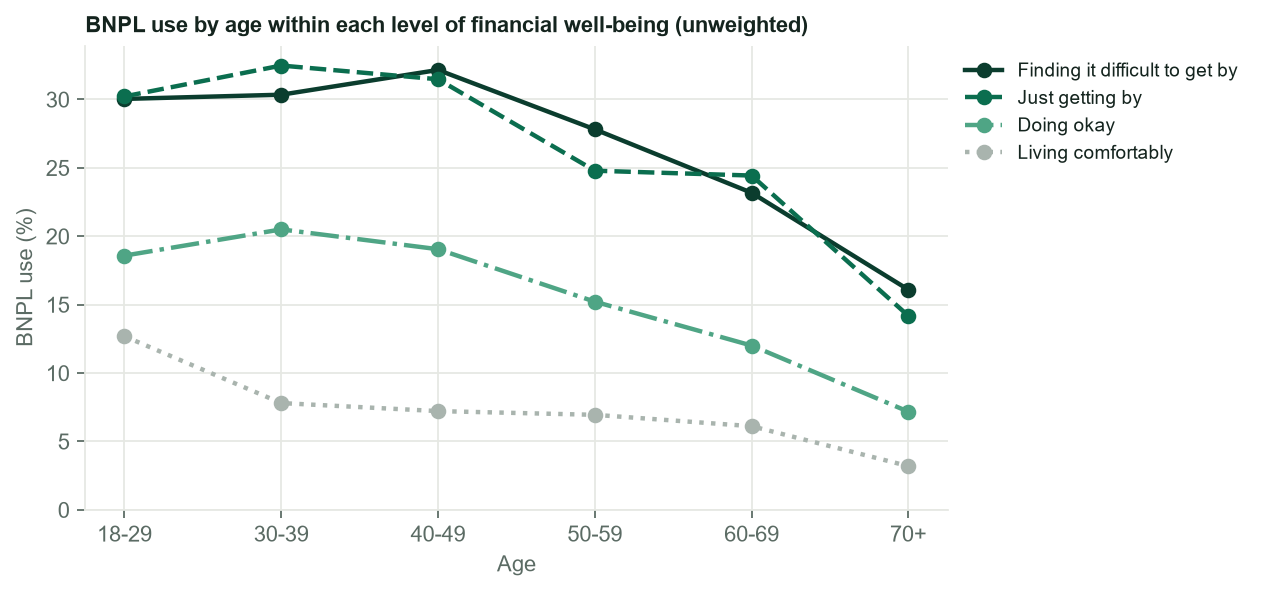 BNPL use by age within each level of financial well-being (unweighted)
Finding it difficult to get by
Just getting by
Doing okay
Living comfortably
BNPL use (%)
30
25
20
15
10
5
0
18-29 30-39 40-49 50-59 60-69 70+
Age